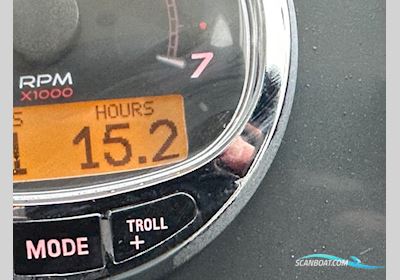 7
RPM
X1000
S HOURS
15.2
MODE
TROLL
+
SCANBOAT.COM